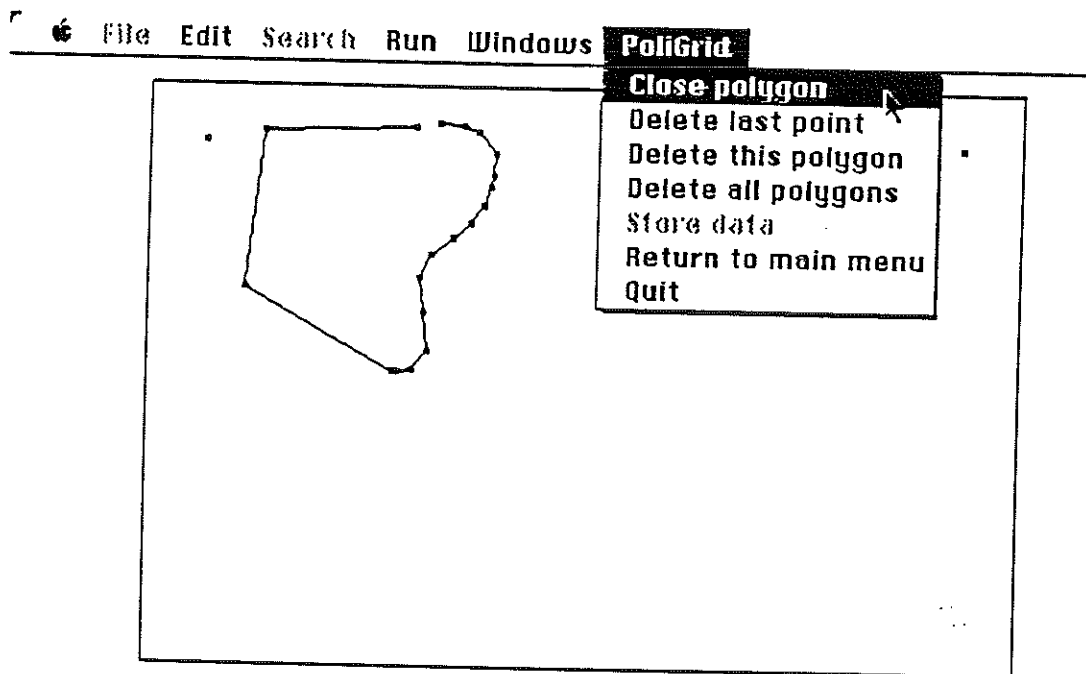 File Edit Search Run Windows PoliGrid
Close polygon
Delete last point
Delete this polygon
Delete all polygons
Store data
Return to main menu
Quit